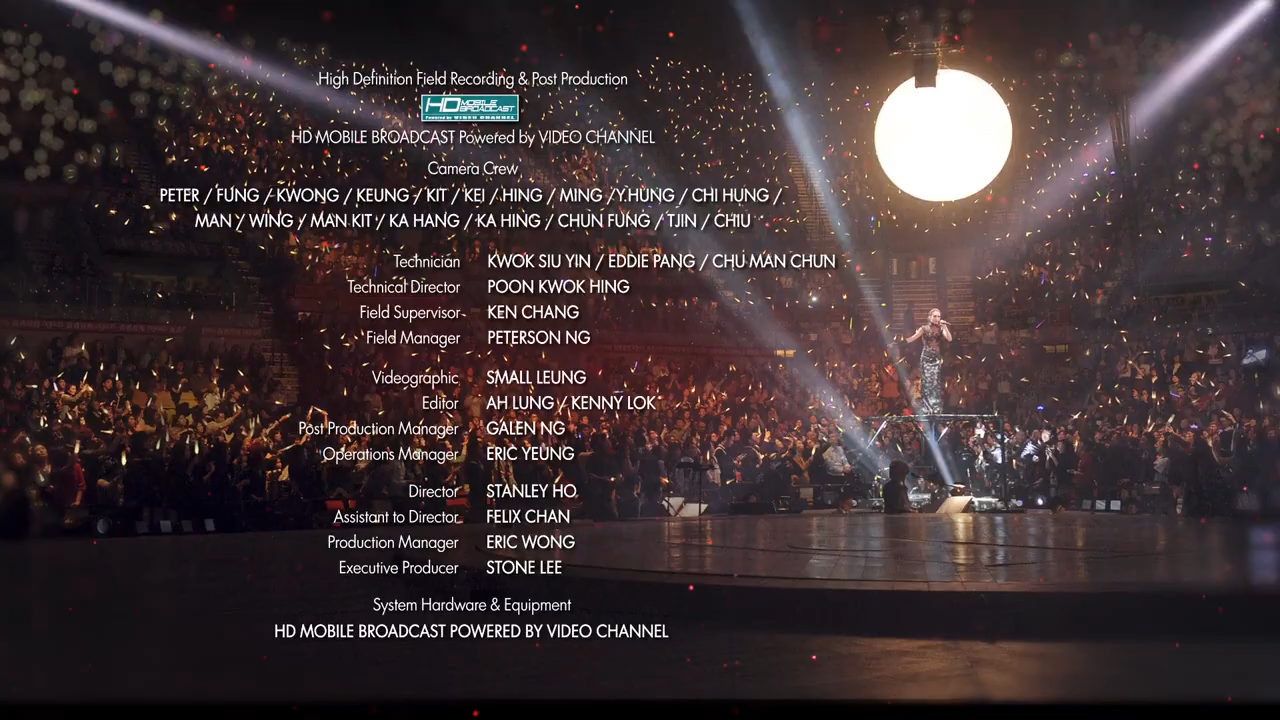 High Definition Field Recording & Post Production
HD MOBILE BROADCAST
Powered by VIDEO CHANNEL
HD MOBILE BROADCAST Powered by VIDEO CHANNEL
Camera Crew
PETER / FUNG / KWONG / KEUNG / KIT / KEI / HING / MING / Y.HUNG / CHI HUNG /
MAN / WING / MAN KIT / KA HANG / KA HING / CHUN FUNG / TJIN / CHIU
Technician KWOK SIU YIN / EDDIE PANG / CHU MAN CHUN
Technical Director POON KWOK HING
Field Supervisor KEN CHANG
Field Manager PETERSON NG
Videographic SMALL LEUNG
Editor AH LUNG / KENNY LOK
Post Production Manager GALEN NG
Operations Manager ERIC YEUNG
Director STANLEY HO
Assistant to Director FELIX CHAN
Production Manager ERIC WONG
Executive Producer STONE LEE
System Hardware & Equipment
HD MOBILE BROADCAST POWERED BY VIDEO CHANNEL